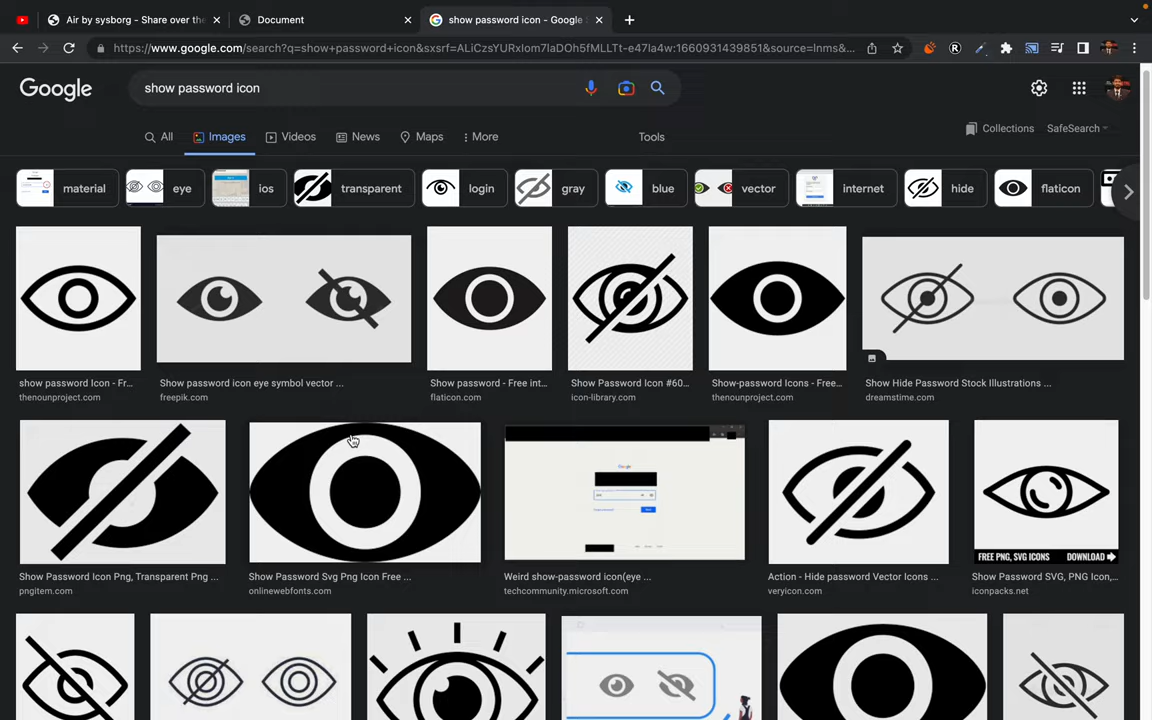 Air by sysborg - Share over the
Document
show password icon - Google
https://www.google.com/search?q=show+password+icon&sxsrf=ALiCzsYURxIom7laDOh5fMLLTt-e47la4w:1660931439851&source=lnms&...
Google
show password icon
All
Images
Videos
News
Maps
More
Tools
Collections
SafeSearch
material
eye
ios
transparent
login
gray
blue
vector
internet
hide
flaticon
show password Icon - Fr...
thenounproject.com
Show password icon eye symbol vector ...
freepik.com
Show password - Free int...
flaticon.com
Show Password Icon #60...
icon-library.com
Show-password Icons - Free...
thenounproject.com
Show Hide Password Stock Illustrations ...
dreamstime.com
FREE PNG, SVG ICONS DOWNLOAD
Show Password Icon Png, Transparent Png ...
pngitem.com
Show Password Svg Png Icon Free ...
onlinewebfonts.com
Weird show-password icon(eye ...
techcommunity.microsoft.com
Action - Hide password Vector Icons ...
veryicon.com
Show Password SVG, PNG Icon,...
iconpacks.net